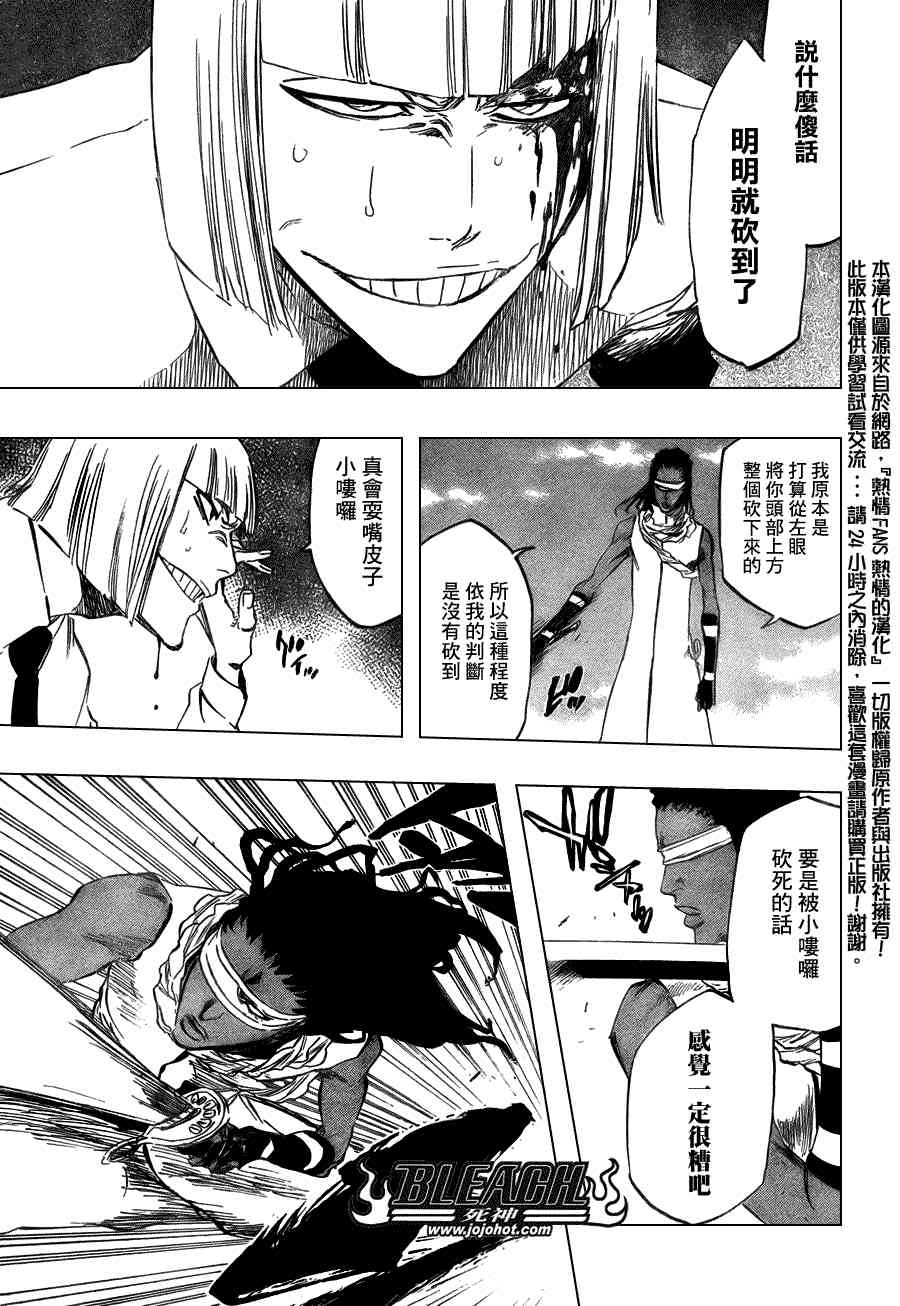 説什麼傻話
明明就砍到了
我原本是
打算從左眼
將你頭部上方
整個砍下來的
所以這種程度
依我的判斷
是沒有砍到
真會耍嘴皮子
小嘍囉
要是被小嘍囉
砍死的話
感覺一定很糟吧
BLEACH
死神
www.jojohot.com
本漢化圖源來自於網路，『熱情FANS 熱情的漢化』一切版權歸原作者與出版社擁有！
此版本僅供學習試看交流...請24小時之內消除，喜歡這套漫畫請購買正版！謝謝。